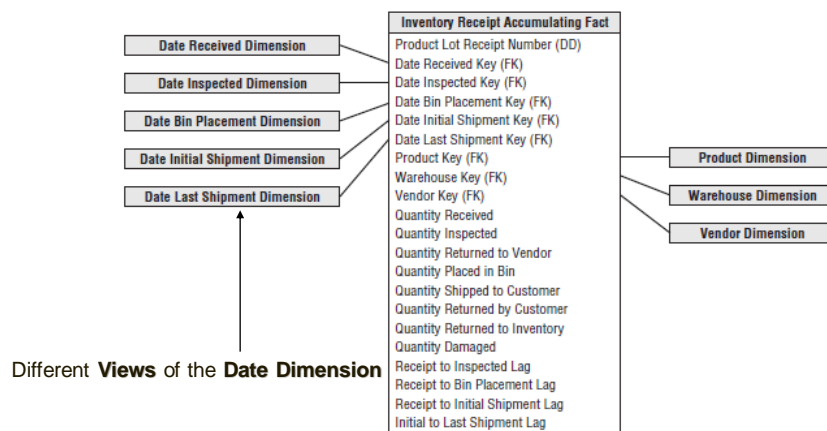 Inventory Receipt Accumulating Fact
Product Lot Receipt Number (DD)
Date Received Key (FK)
Date Inspected Key (FK)
Date Bin Placement Key (FK)
Date Initial Shipment Key (FK)
Date Last Shipment Key (FK)
Product Key (FK)
Warehouse Key (FK)
Vendor Key (FK)
Quantity Received
Quantity Inspected
Quantity Returned to Vendor
Quantity Placed in Bin
Quantity Shipped to Customer
Quantity Returned by Customer
Quantity Returned to Inventory
Quantity Damaged
Receipt to Inspected Lag
Receipt to Bin Placement Lag
Receipt to Initial Shipment Lag
Initial to Last Shipment Lag
Date Received Dimension
Date Inspected Dimension
Date Bin Placement Dimension
Date Initial Shipment Dimension
Date Last Shipment Dimension
Different Views of the Date Dimension
Product Dimension
Warehouse Dimension
Vendor Dimension